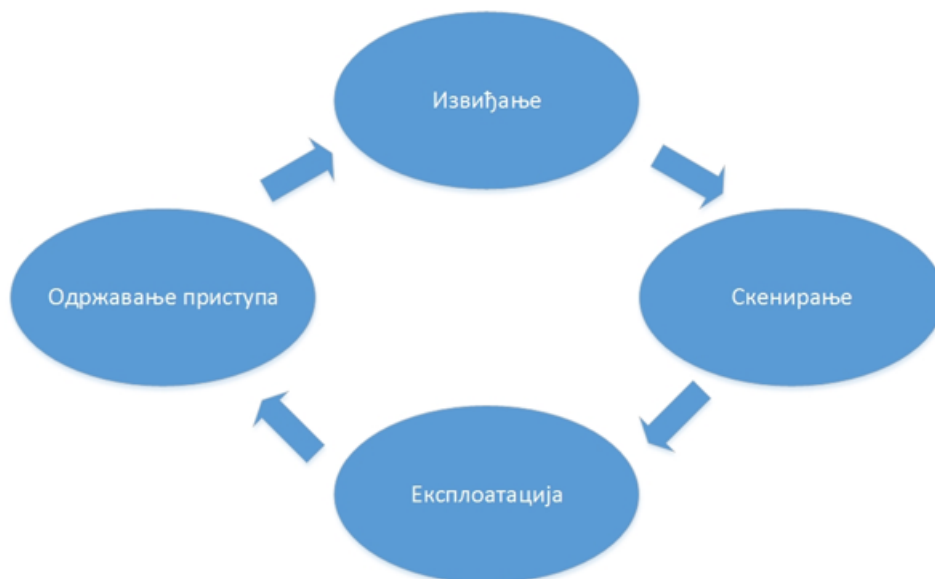 Извиђање
Скенирање
Експлоатација
Одржавање приступа